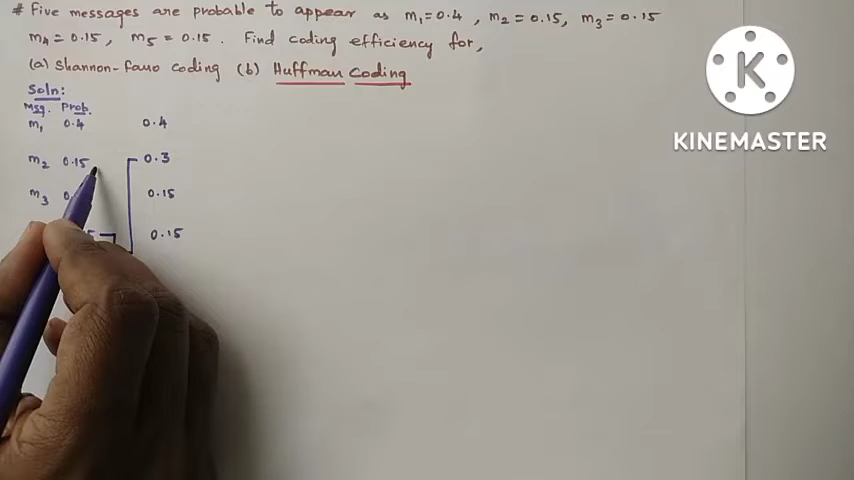 # Five messages are probable to appear as m₁=0.4, m₂=0.15, m₃=0.15
m₄=0.15, m₅=0.15. Find coding efficiency for,
(a) Shannon-Fano coding (b) Huffman Coding
Soln:
Msg. Prob.
m₁ 0.4 0.4
m₂ 0.15 0.3
m₃ 0. 0.15
0.15
KINEMASTER